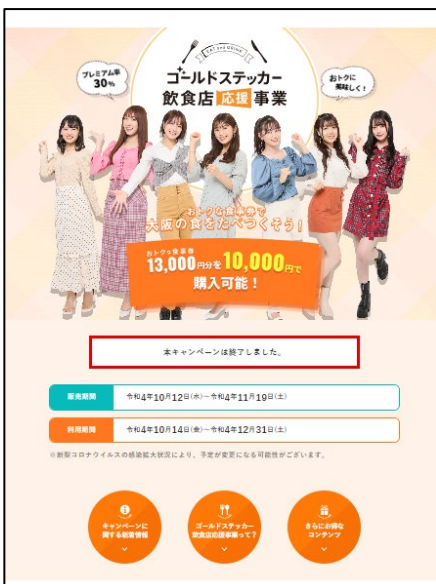 EAT and DRINK
プレミアム率
30%
ゴールドステッカー
飲食店応援事業
おトクに
美味しく!
おトクな食事券で
大阪の食をたべつくそう!
おトクな食事券
13,000円分を10,000円で
購入可能!
本キャンペーンは終了しました。
販売期間 令和4年10月12日(水)~令和4年11月19日(土)
利用期間 令和4年10月14日(金)~令和4年12月31日(土)
※新型コロナウイルスの感染拡大状況により、予定が変更になる可能性がございます。
キャンペーンに
関する新着情報
ゴールドステッカー
飲食店応援事業って?
さらにお得な
コンテンツ